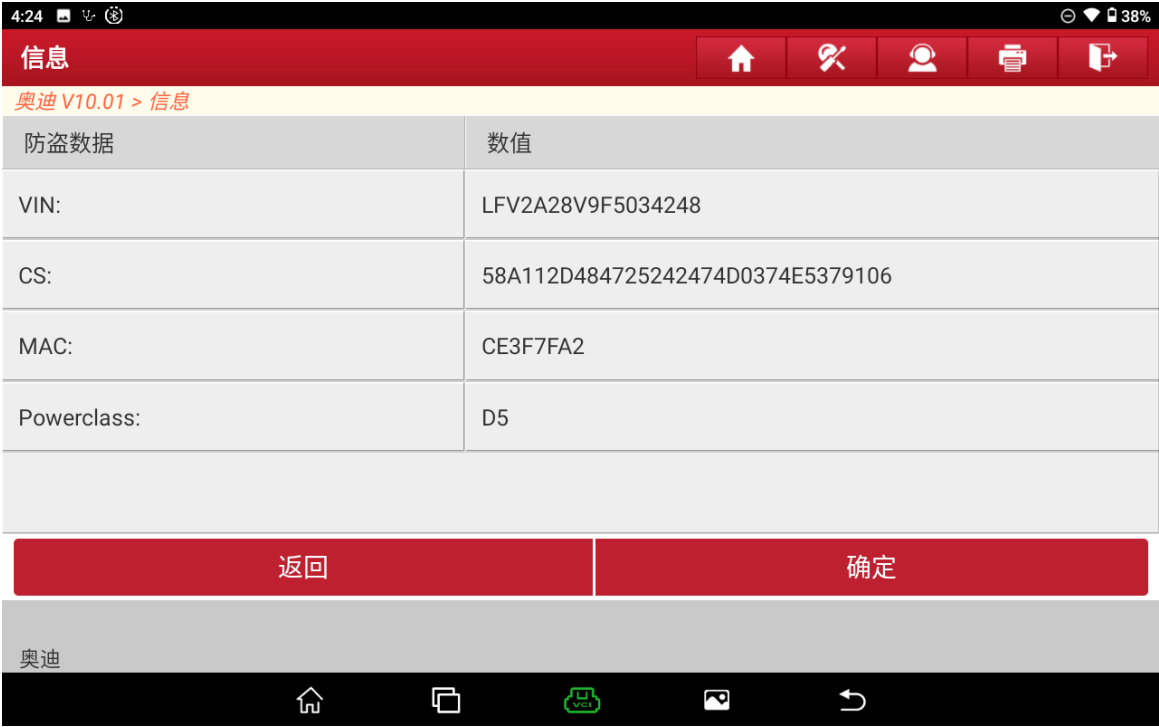 4:24 38%
信息
奥迪 V10.01 > 信息
防盗数据 数值
VIN: LFV2A28V9F5034248
CS: 58A112D484725242474D0374E5379106
MAC: CE3F7FA2
Powerclass: D5
返回 确定
奥迪
VCI